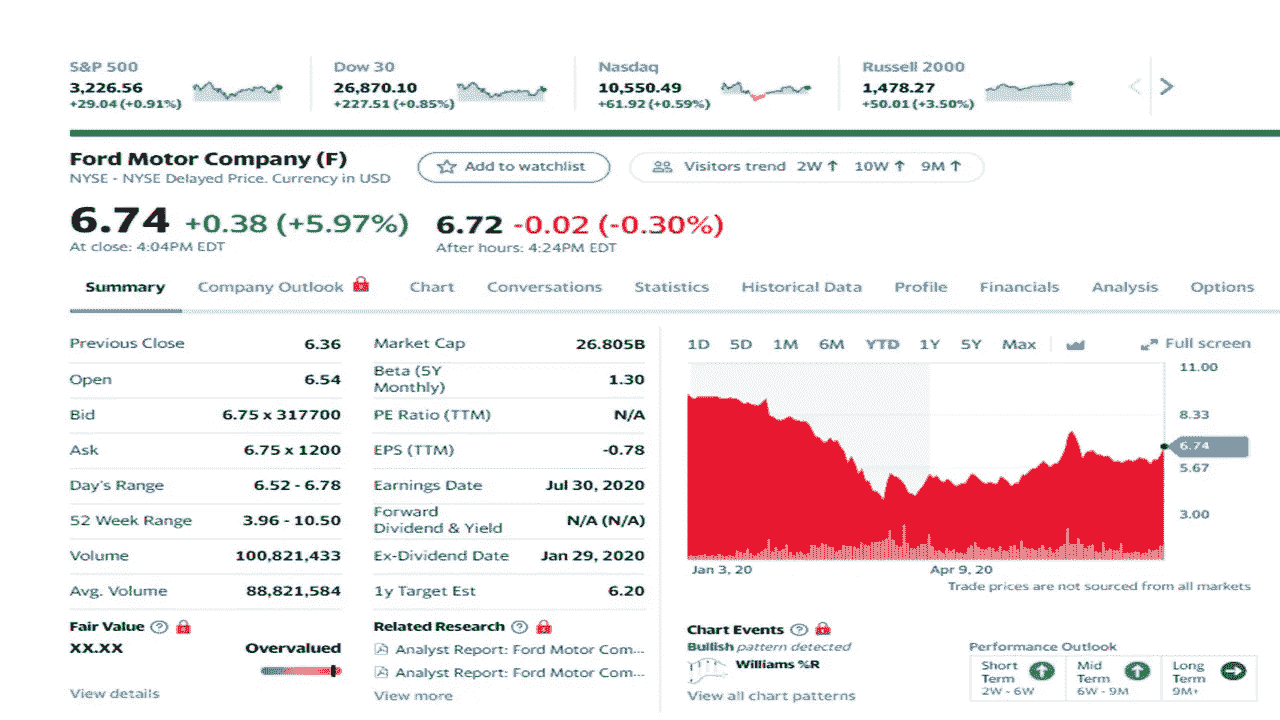 S&P 500 Dow 30 Nasdaq Russell 2000
3,226.56 26,870.10 10,550.49 1,478.27
+29.04 (+0.91%) +227.51 (+0.85%) +61.92 (+0.59%) +50.01 (+3.50%)
Ford Motor Company (F)
NYSE - NYSE Delayed Price. Currency in USD
Add to watchlist
Visitors trend 2W ↑ 10W ↑ 9M ↑
6.74 +0.38 (+5.97%)
At close: 4:04PM EDT
6.72 -0.02 (-0.30%)
After hours: 4:24PM EDT
Summary Company Outlook Chart Conversations Statistics Historical Data Profile Financials Analysis Options
Previous Close 6.36
Open 6.54
Bid 6.75 x 317700
Ask 6.75 x 1200
Day's Range 6.52 - 6.78
52 Week Range 3.96 - 10.50
Volume 100,821,433
Avg. Volume 88,821,584
Market Cap 26.805B
Beta (5Y
Monthly) 1.30
PE Ratio (TTM) N/A
EPS (TTM) -0.78
Earnings Date Jul 30, 2020
Forward
Dividend & Yield N/A (N/A)
Ex-Dividend Date Jan 29, 2020
1y Target Est 6.20
1D 5D 1M 6M YTD 1Y 5Y Max Full screen
11.00
8.33
6.74
5.67
3.00
Jan 3, 20 Apr 9, 20
Trade prices are not sourced from all markets
Fair Value ?
XX.XX Overvalued
View details
Related Research ?
Analyst Report: Ford Motor Com...
Analyst Report: Ford Motor Com...
View more
Chart Events ?
Bullish pattern detected
Williams %R
View all chart patterns
Performance Outlook
Short
Term
2W - 6W
Mid
Term
6W - 9M
Long
Term
9M+